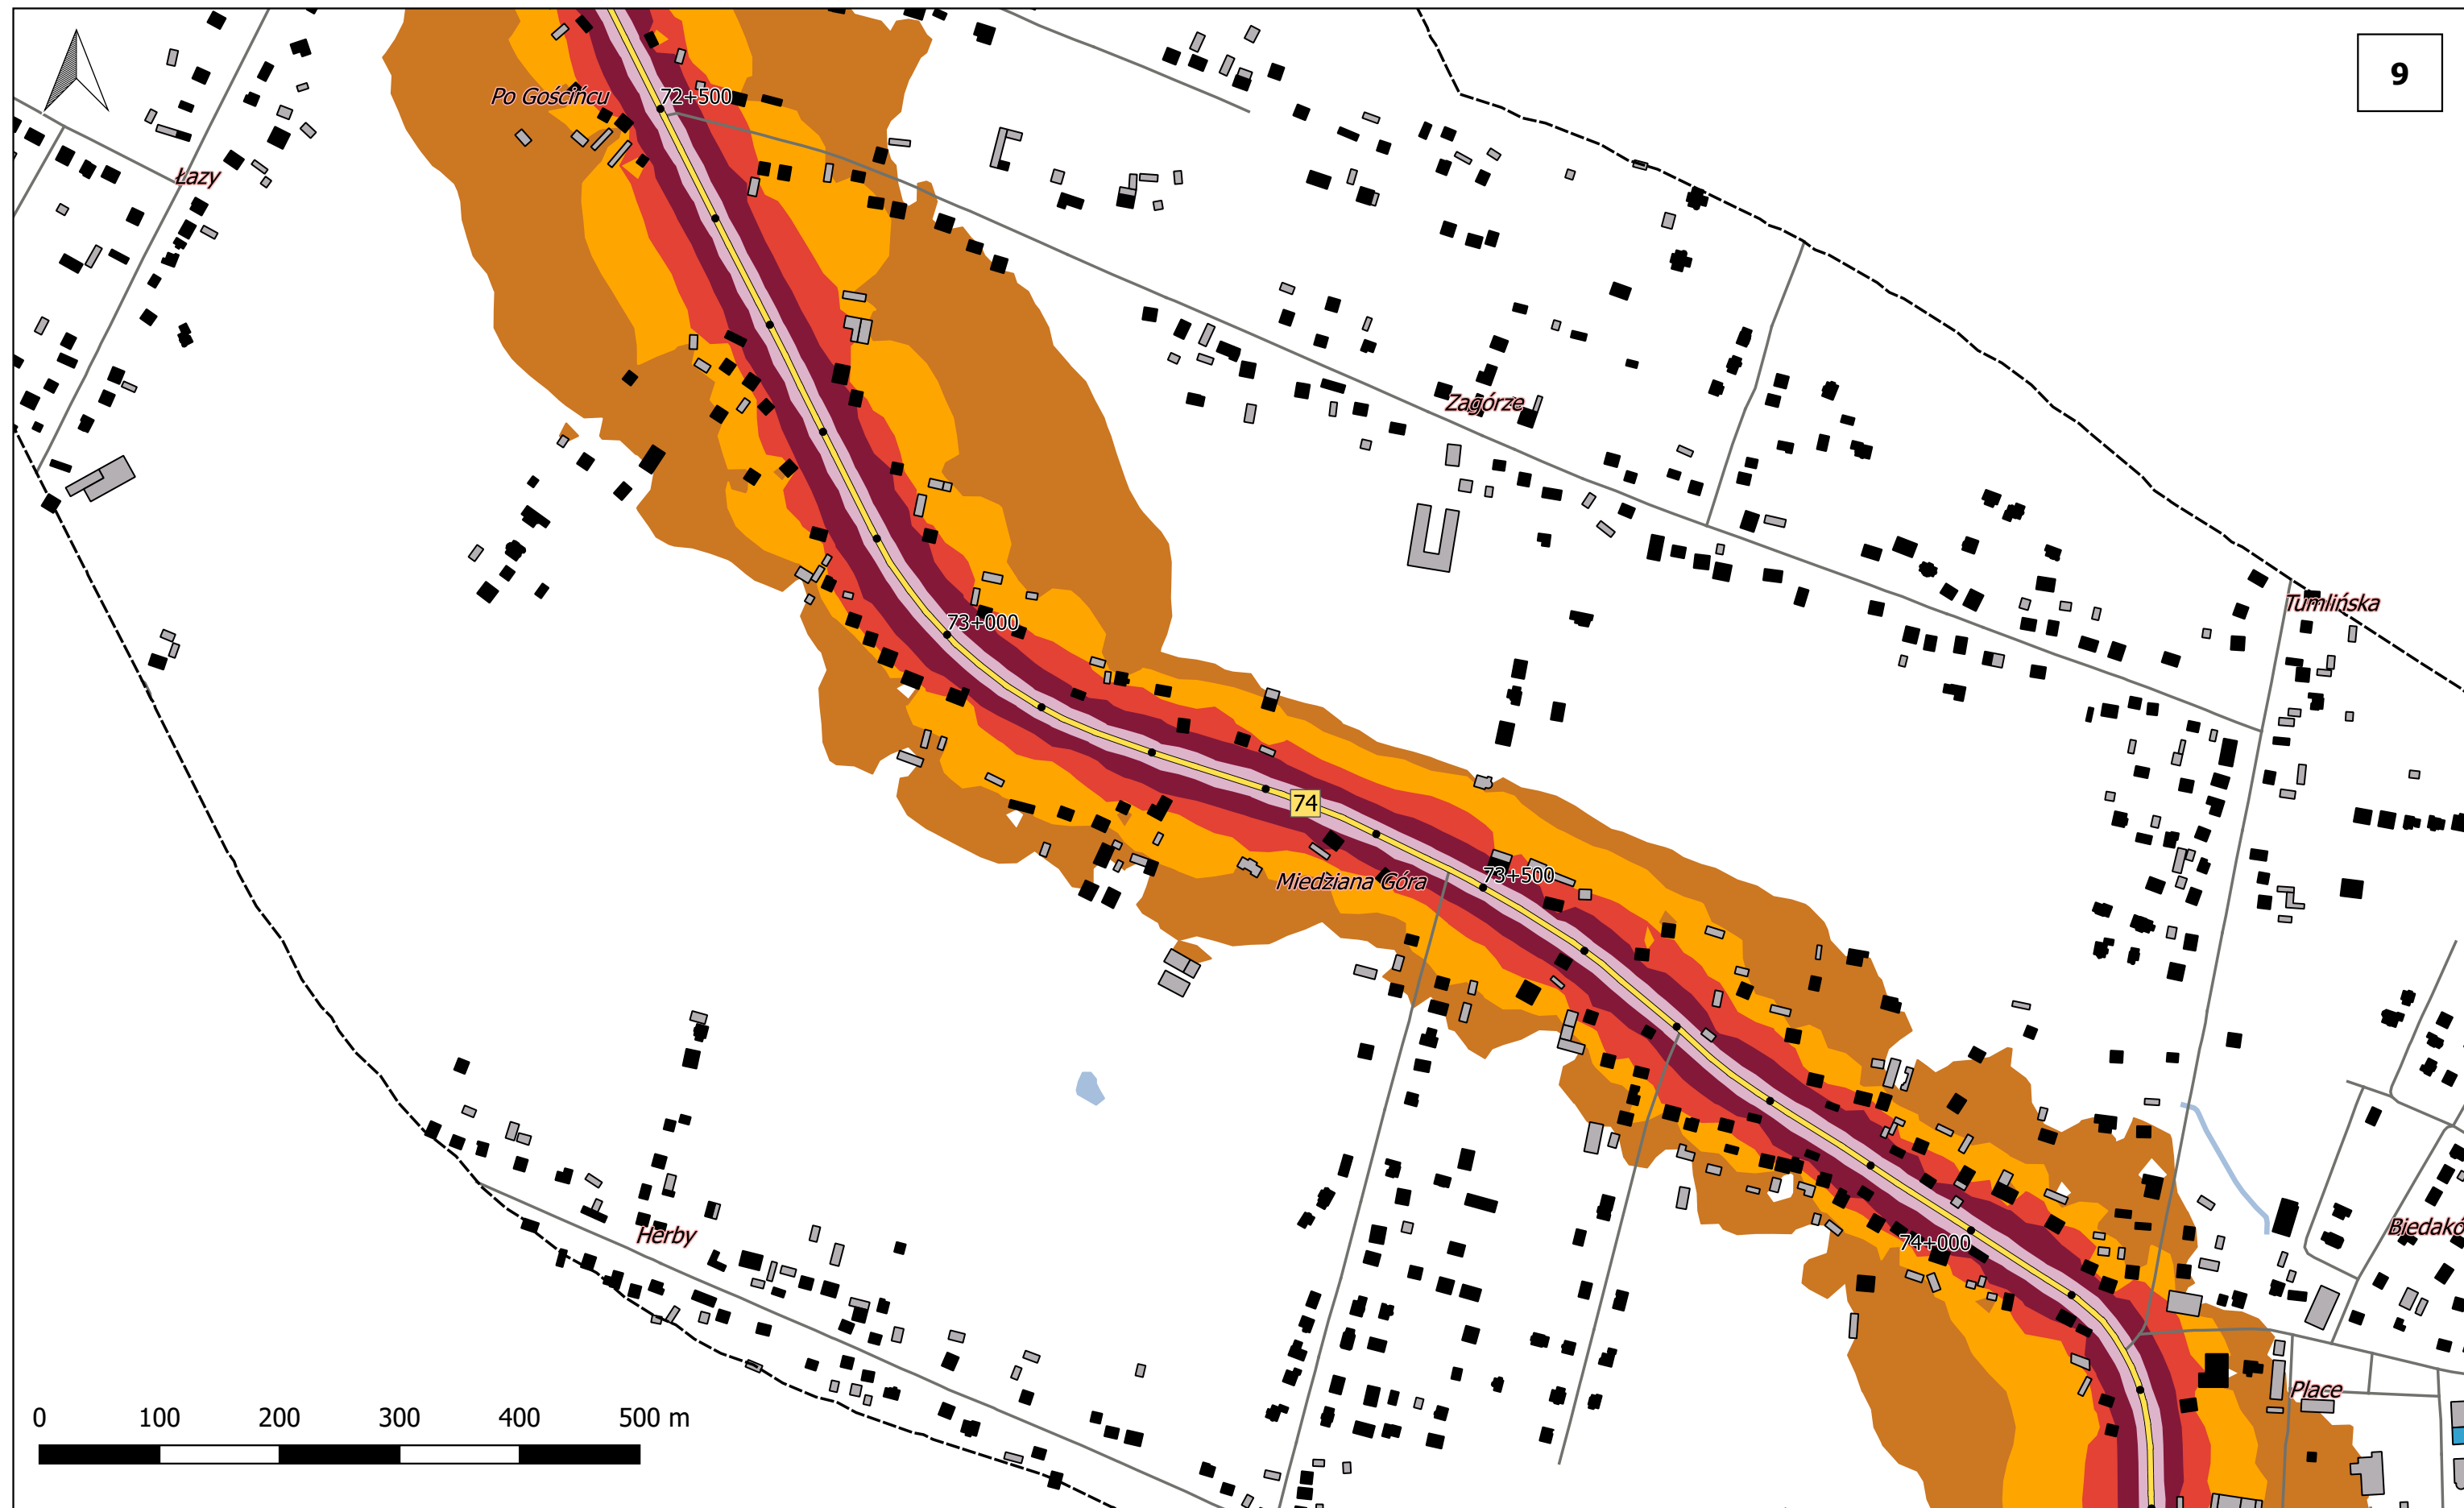 9
Po Gościńcu
72+500
Łazy
Zagórze
Tumlińska
73+000
74
73+500
Miedziana Góra
Herby
74+000
Biedakó
Place
0 100 200 300 400 500 m